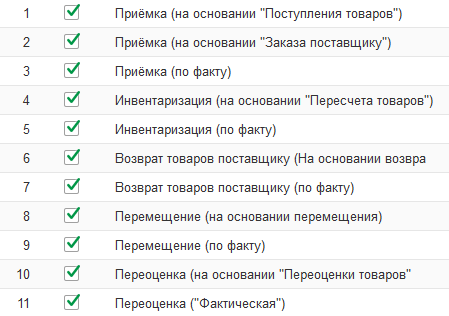 1 Приёмка (на основании "Поступления товаров")
2 Приёмка (на основании "Заказа поставщику")
3 Приёмка (по факту)
4 Инвентаризация (на основании "Пересчета товаров")
5 Инвентаризация (по факту)
6 Возврат товаров поставщику (На основании возвра
7 Возврат товаров поставщику (по факту)
8 Перемещение (на основании перемещения)
9 Перемещение (по факту)
10 Переоценка (на основании "Переоценки товаров"
11 Переоценка ("Фактическая")